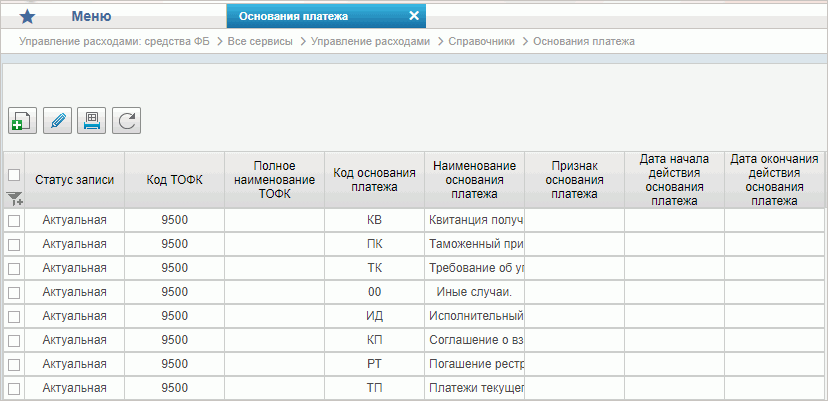 Меню
Основания платежа
Управление расходами: средства ФБ > Все сервисы > Управление расходами > Справочники > Основания платежа
Статус записи Код ТОФК Полное наименование ТОФК Код основания платежа Наименование основания платежа Признак основания платежа Дата начала действия основания платежа Дата окончания действия основания платежа
Актуальная 9500 КВ Квитанция получ
Актуальная 9500 ПК Таможенный при
Актуальная 9500 ТК Требование об уп
Актуальная 9500 00 Иные случаи.
Актуальная 9500 ИД Исполнительный
Актуальная 9500 КП Соглашение о вз
Актуальная 9500 РТ Погашение рестр
Актуальная 9500 ТП Платежи текущег